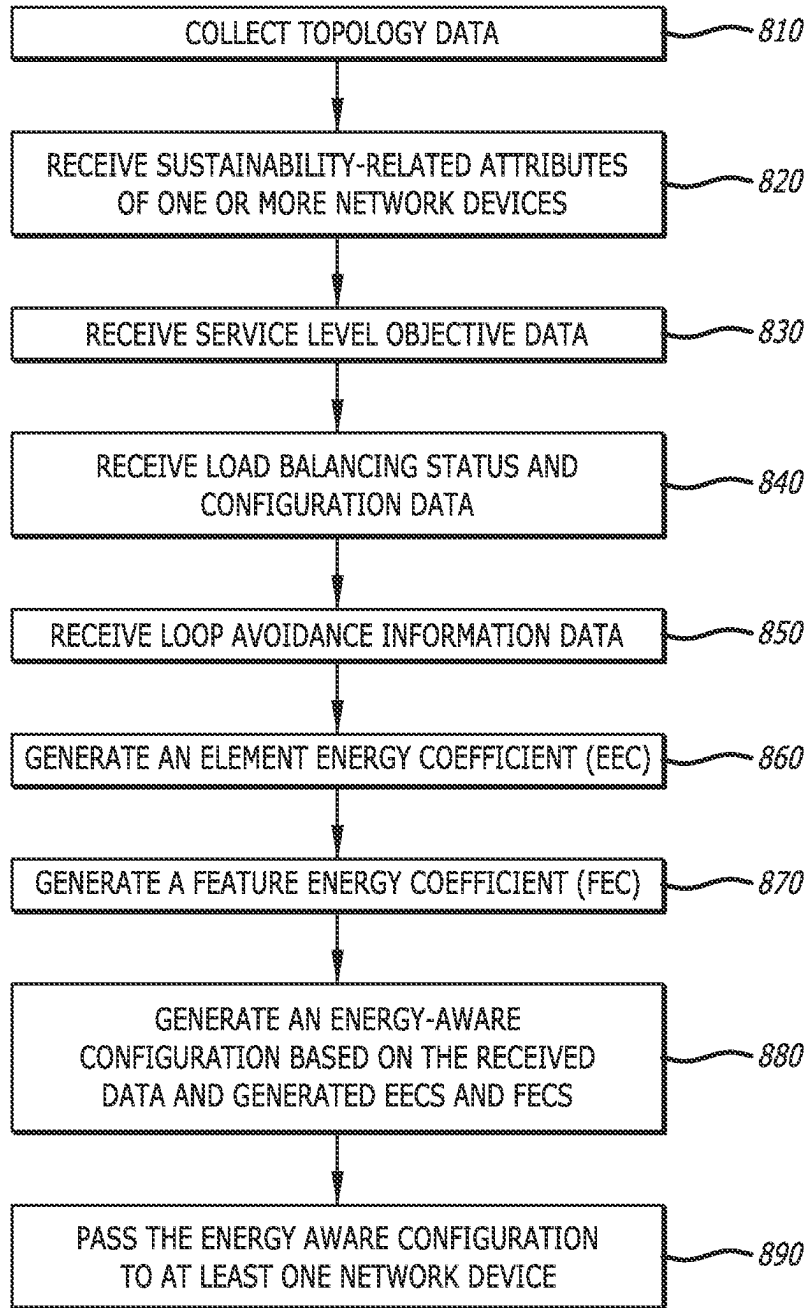 COLLECT TOPOLOGY DATA
810
RECEIVE SUSTAINABILITY-RELATED ATTRIBUTES
OF ONE OR MORE NETWORK DEVICES
820
RECEIVE SERVICE LEVEL OBJECTIVE DATA
830
RECEIVE LOAD BALANCING STATUS AND
CONFIGURATION DATA
840
RECEIVE LOOP AVOIDANCE INFORMATION DATA
850
GENERATE AN ELEMENT ENERGY COEFFICIENT (EEC)
860
GENERATE A FEATURE ENERGY COEFFICIENT (FEC)
870
GENERATE AN ENERGY-AWARE
CONFIGURATION BASED ON THE RECEIVED
DATA AND GENERATED EECS AND FECS
880
PASS THE ENERGY AWARE CONFIGURATION
TO AT LEAST ONE NETWORK DEVICE
890